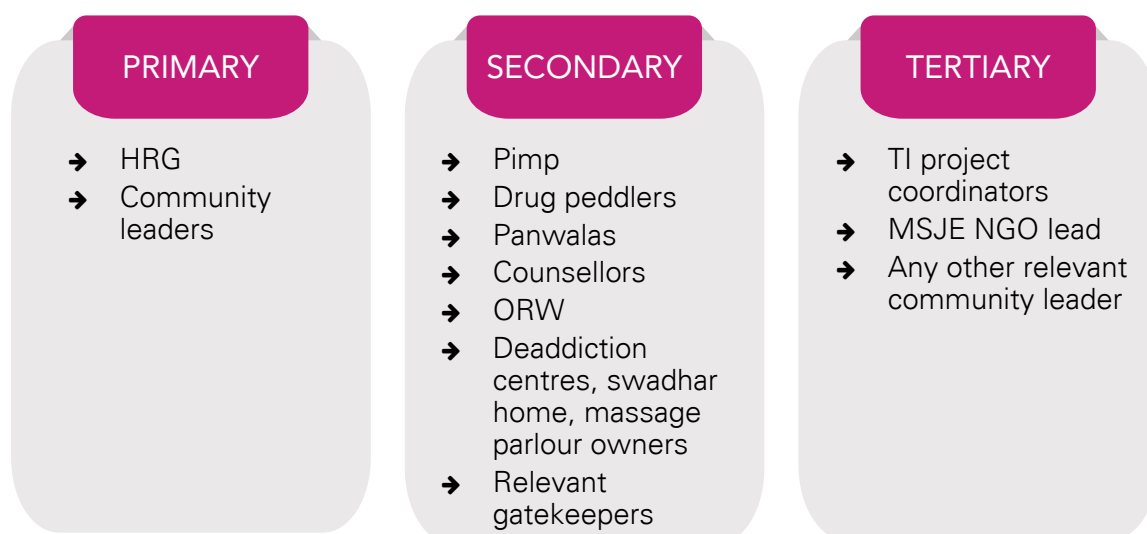 PRIMARY
➔ HRG
➔ Community
leaders
SECONDARY
➔ Pimp
➔ Drug peddlers
➔ Panwalas
➔ Counsellors
➔ ORW
➔ Deaddiction
centres, swadhar
home, massage
parlour owners
➔ Relevant
gatekeepers
TERTIARY
➔ TI project
coordinators
➔ MSJE NGO lead
➔ Any other relevant
community leader